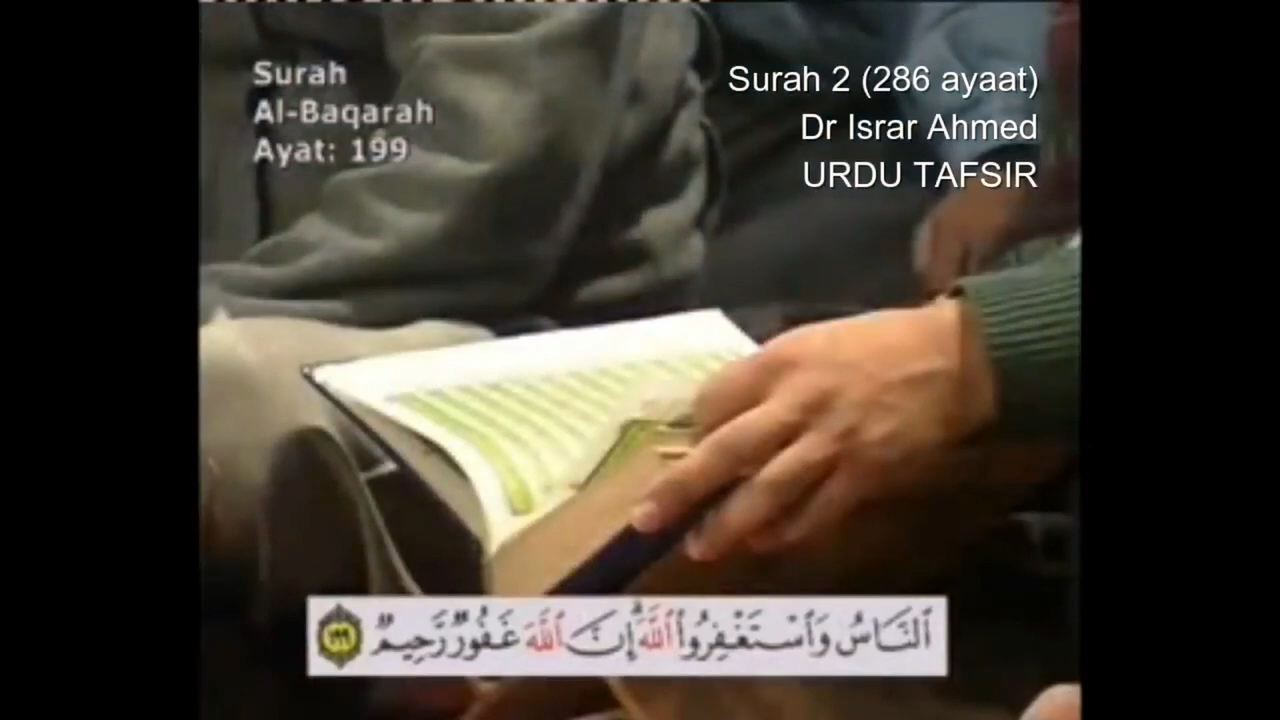 Surah
Al-Baqarah
Ayat: 199
Surah 2 (286 ayaat)
Dr Israr Ahmed
URDU TAFSIR
ٱلنَّاسُ وَٱسْتَغْفِرُوا۟ ٱللَّهَ ۚ إِنَّ ٱللَّهَ غَفُورٌ رَّحِيمٌ ١٩٩